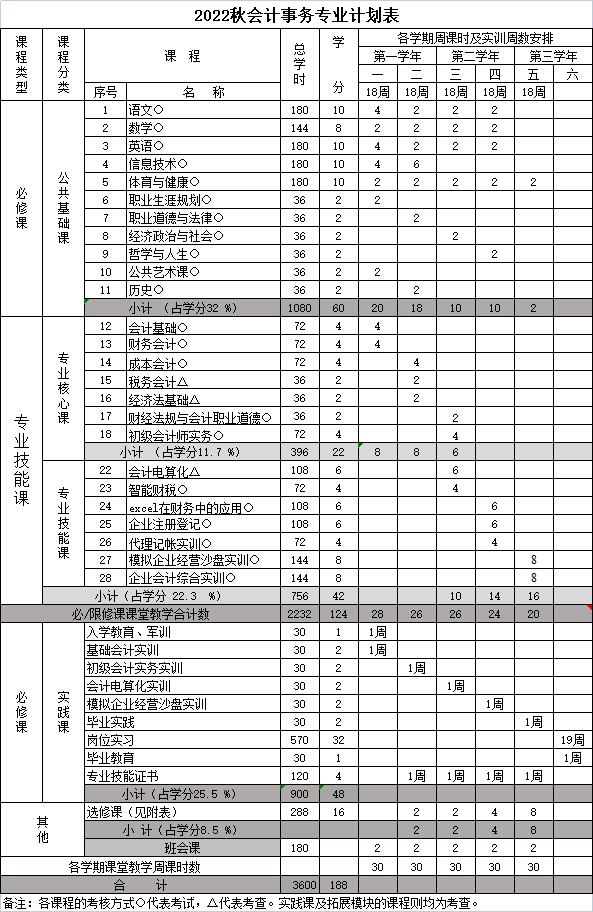 2022秋会计事务专业计划表
课程类型 课程分类 课 程 总学时 学分 各学期周课时及实训周数安排
第一学年 第二学年 第三学年
一 二 三 四 五 六
序号 名 称 18周 18周 18周 18周 18周
必修课 公共基础课
1 语文○ 180 10 4 2 2 2
2 数学○ 144 8 2 2 2 2
3 英语○ 180 10 4 2 2 2
4 信息技术○ 180 10 4 6
5 体育与健康○ 180 10 2 2 2 2 2
6 职业生涯规划○ 36 2 2
7 职业道德与法律○ 36 2 2
8 经济政治与社会○ 36 2 2
9 哲学与人生○ 36 2 2
10 公共艺术课○ 36 2 2
11 历史○ 36 2 2
小计 (占学分32 %) 1080 60 20 18 10 10 2
专业技能课 专业核心课
12 会计基础○ 72 4 4
13 财务会计○ 72 4 4
14 成本会计○ 72 4 4
15 税务会计△ 36 2 2
16 经济法基础△ 36 2 2
17 财经法规与会计职业道德○ 36 2 2
18 初级会计师实务○ 72 4 4
小计 (占学分11.7 %) 396 22 8 8 6
专业技能课
22 会计电算化△ 108 6 6
23 智能财税○ 72 4 4
24 excel在财务中的应用○ 108 6 6
25 企业注册登记○ 108 6 6
26 代理记帐实训○ 72 4 4
27 模拟企业经营沙盘实训○ 144 8 8
28 企业会计综合实训○ 144 8 8
小计(占学分 22.3 %) 756 42 10 14 16
必/限修课课堂教学合计数 2232 124 28 26 26 24 20
必修课 实践课
入学教育、军训 30 1 1周
基础会计实训 30 2 1周
初级会计实务实训 30 2 1周
会计电算化实训 30 2 1周
模拟企业经营沙盘实训 30 2 1周
毕业实践 30 2 1周
岗位实习 570 32 19周
毕业教育 30 1 1周
专业技能证书 120 4 1周 1周 1周 1周
小计(占学分25.5 %) 900 48
其他
选修课 (见附表) 288 16 2 2 4 8
小 计(占学分8.5 %) 2 2 4 8
班会课 180 2 2 2 2 2
各学期课堂教学周课时数 30 30 30 30 30
合 计 3600 188
备注: 各课程的考核方式○代表考试，△代表考查。实践课及拓展模块的课程则均为考查。